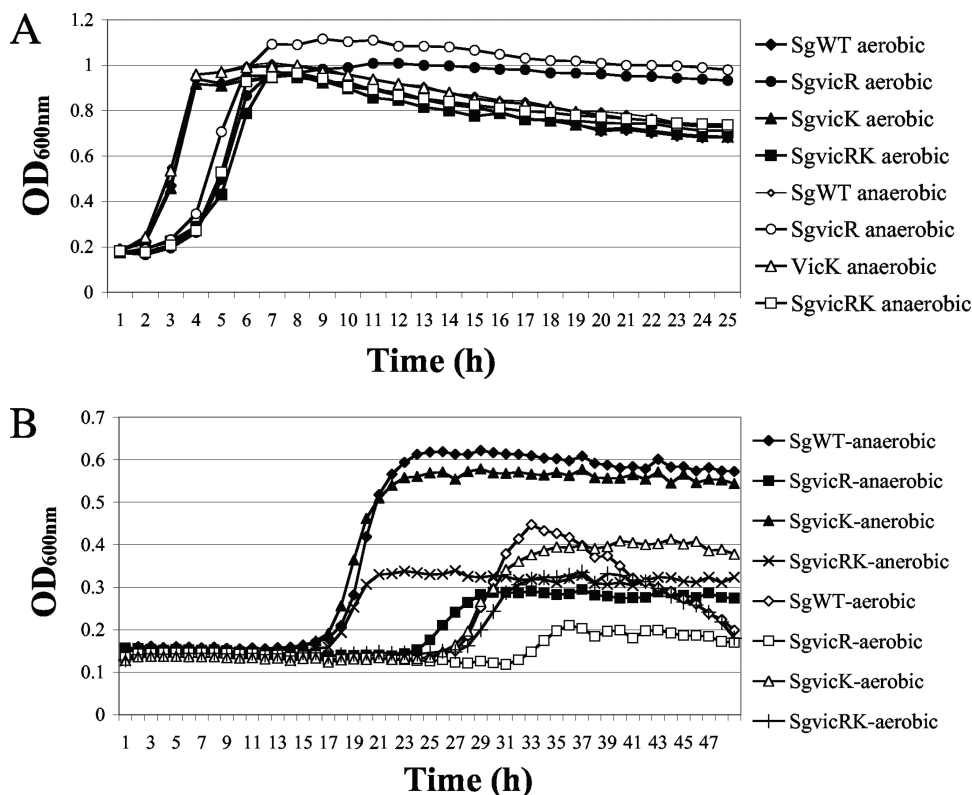 A
OD600nm
1.2
1
0.8
0.6
0.4
0.2
0
1 2 3 4 5 6 7 8 9 10 11 12 13 14 15 16 17 18 19 20 21 22 23 24 25
Time (h)
SgWT aerobic
SgvicR aerobic
SgvicK aerobic
SgvicRK aerobic
SgWT anaerobic
SgvicR anaerobic
VicK anaerobic
SgvicRK anaerobic
B
OD600nm
0.7
0.6
0.5
0.4
0.3
0.2
0.1
0
1 3 5 7 9 11 13 15 17 19 21 23 25 27 29 31 33 35 37 39 41 43 45 47
Time (h)
SgWT-anaerobic
SgvicR-anaerobic
SgvicK-anerobic
SgvicRK-anerobic
SgWT-aerobic
SgvicR-aerobic
SgvicK-aerobic
SgvicRK-aerobic